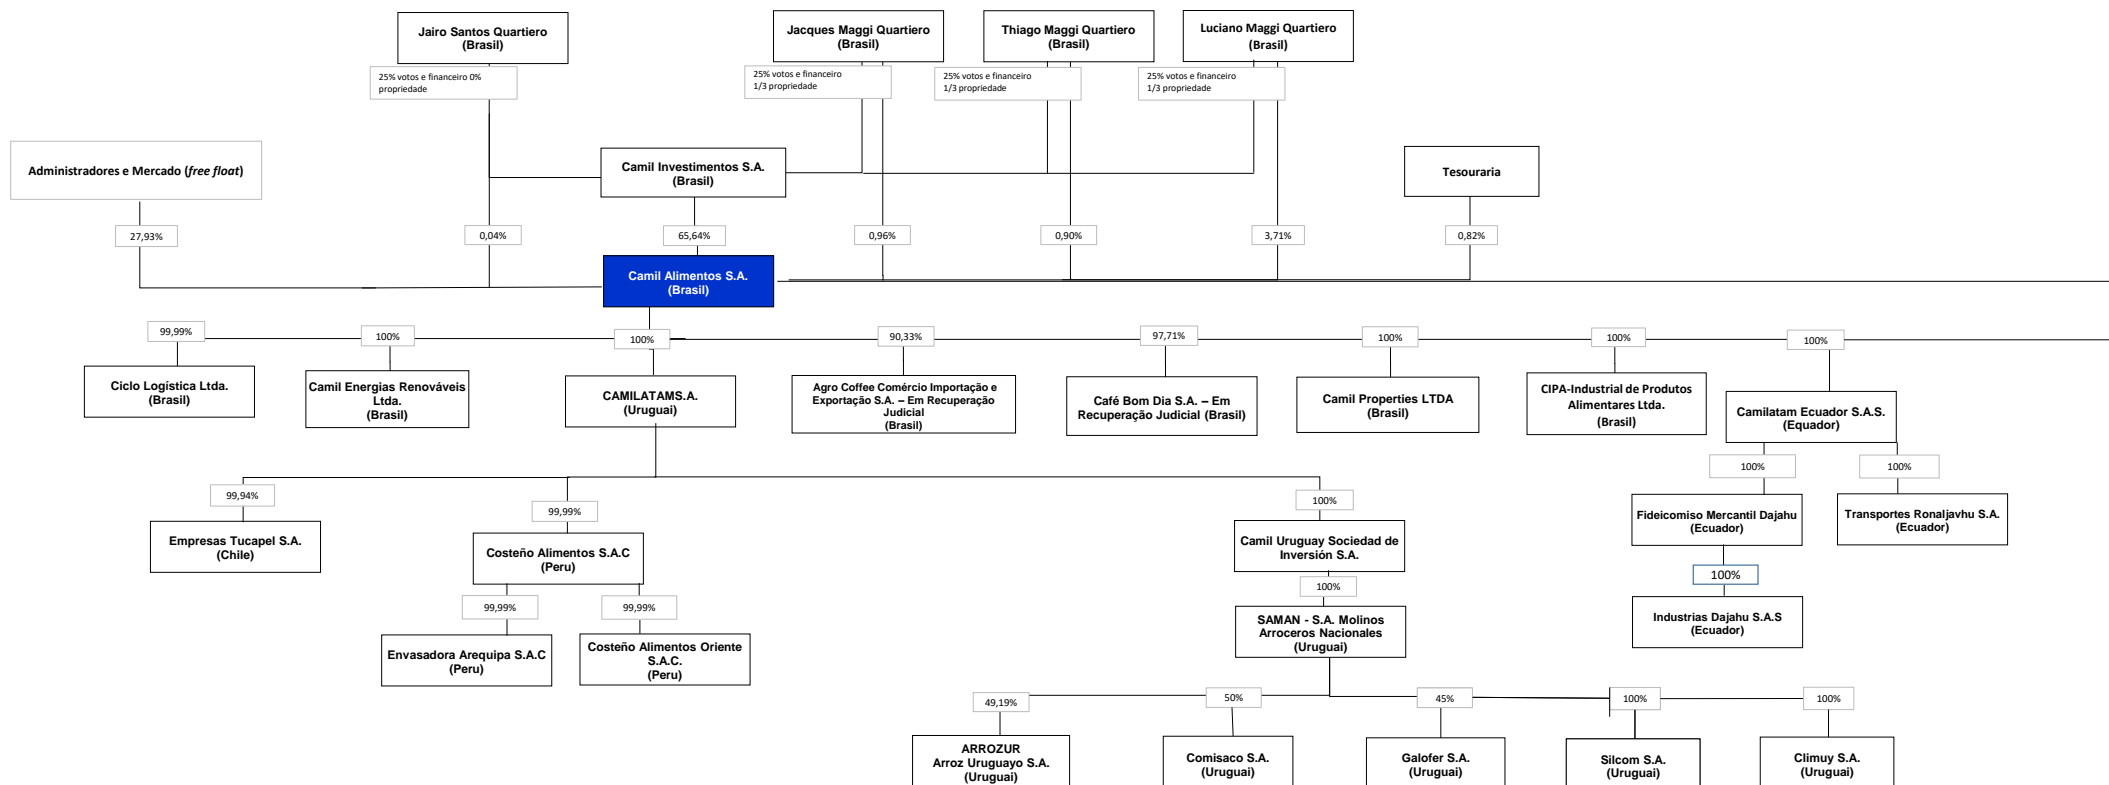 Jairo Santos Quartiero
(Brasil)
Jacques Maggi Quartiero
(Brasil)
Thiago Maggi Quartiero
(Brasil)
Luciano Maggi Quartiero
(Brasil)
25% votos e financeiro 0%
propriedade
25% votos e financeiro
1/3 propriedade
25% votos e financeiro
1/3 propriedade
25% votos e financeiro
1/3 propriedade
Administradores e Mercado (free float)
Camil Investimentos S.A.
(Brasil)
Tesouraria
27,93%
0,04%
65,64%
0,96%
0,90%
3,71%
0,82%
Camil Alimentos S.A.
(Brasil)
99,99%
100%
100%
90,33%
97,71%
100%
100%
100%
Ciclo Logística Ltda.
(Brasil)
Camil Energias Renováveis
Ltda.
(Brasil)
CAMILATAMS.A.
(Uruguai)
Agro Coffee Comércio Importação e
Exportação S.A. – Em Recuperação
Judicial
(Brasil)
Café Bom Dia S.A. – Em
Recuperação Judicial (Brasil)
Camil Properties LTDA
(Brasil)
CIPA-Industrial de Produtos
Alimentares Ltda.
(Brasil)
Camilatam Ecuador S.A.S.
(Equador)
100%
100%
99,94%
99,99%
100%
Fideicomiso Mercantil Dajahu
(Ecuador)
Transportes Ronaljavhu S.A.
(Ecuador)
Empresas Tucapel S.A.
(Chile)
Costeño Alimentos S.A.C
(Peru)
Camil Uruguay Sociedad de
Inversión S.A.
100%
99,99%
99,99%
100%
Industrias Dajahu S.A.S
(Ecuador)
SAMAN - S.A. Molinos
Arroceros Nacionales
(Uruguai)
Envasadora Arequipa S.A.C
(Peru)
Costeño Alimentos Oriente
S.A.C.
(Peru)
49,19%
50%
45%
100%
100%
ARROZUR
Arroz Uruguayo S.A.
(Uruguai)
Comisaco S.A.
(Uruguai)
Galofer S.A.
(Uruguai)
Silcom S.A.
(Uruguai)
Climuy S.A.
(Uruguai)